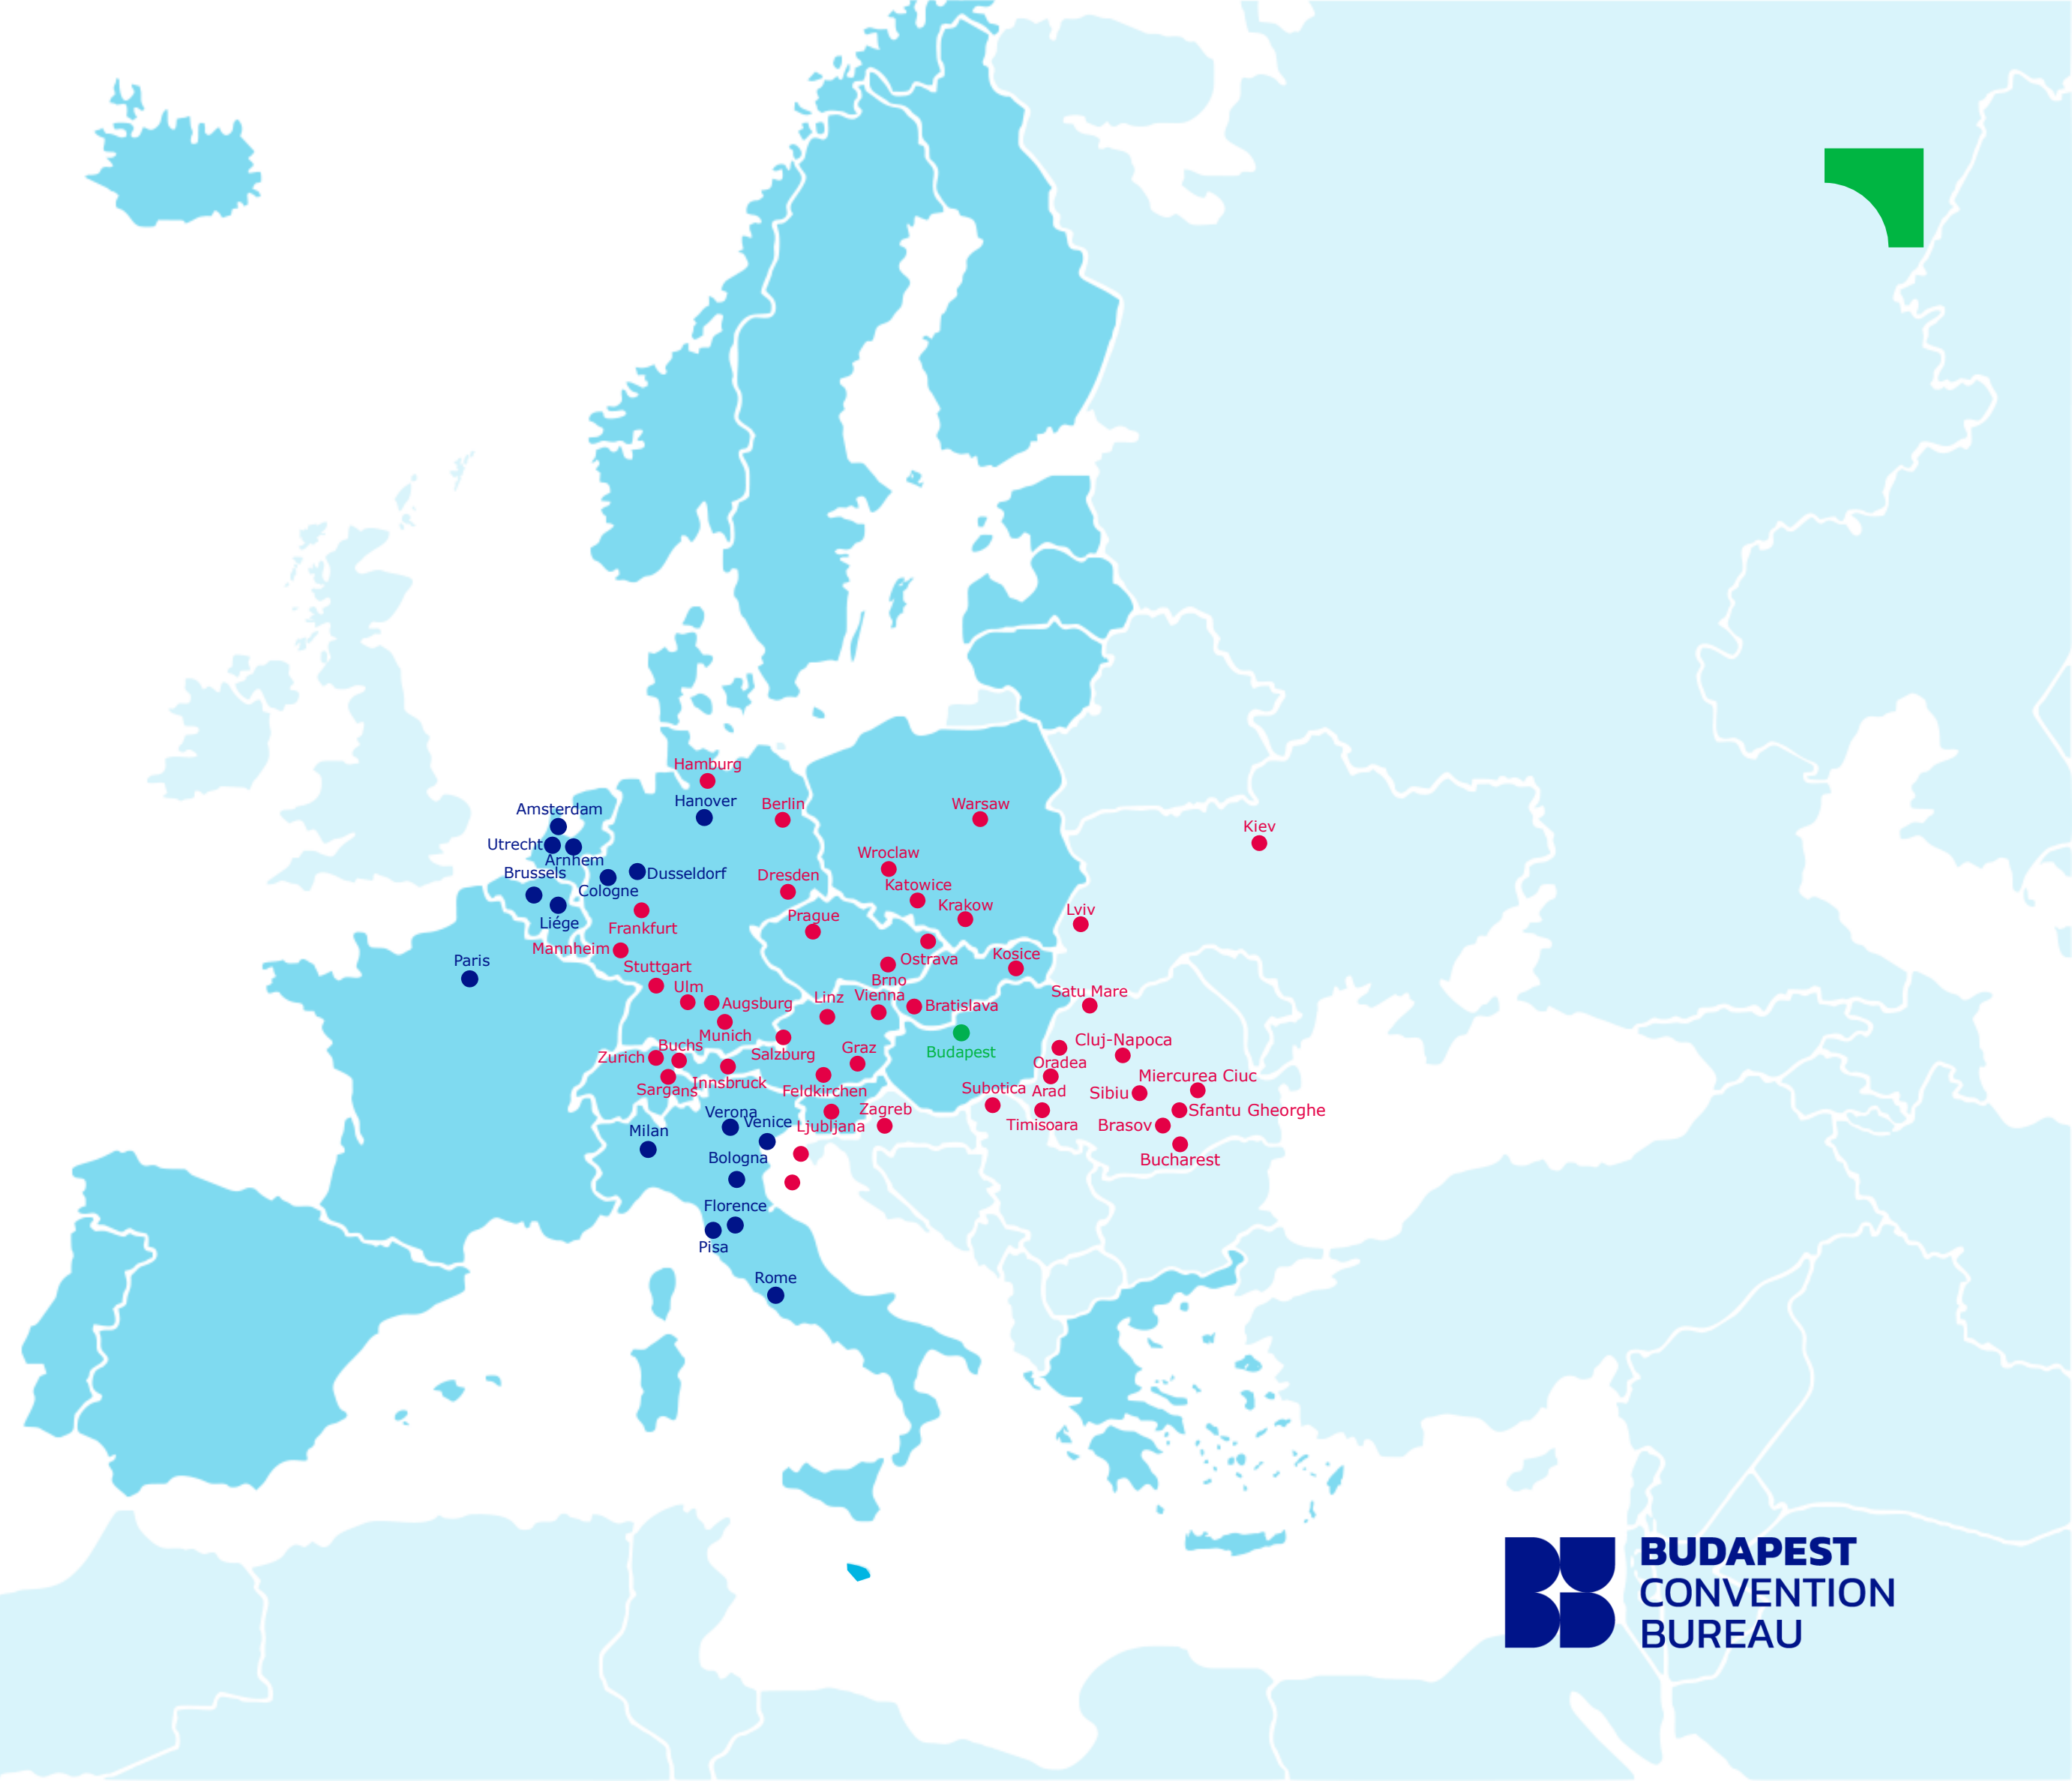 Hamburg
Hanover
Berlin
Warsaw
Amsterdam
Kiev
Utrecht
Arnhem
Wroclaw
Brussels
Dusseldorf
Dresden
Katowice
Cologne
Krakow
Lviv
Prague
Liége
Frankfurt
Mannheim
Kosice
Ostrava
Paris
Stuttgart
Brno
Ulm
Satu Mare
Vienna
Linz
Augsburg
Bratislava
Munich
Cluj-Napoca
Buchs
Graz
Budapest
Zurich
Salzburg
Oradea
Miercurea Ciuc
Innsbruck
Sargans
Feldkirchen
Subotica
Arad
Sibiu
Zagreb
Sfantu Gheorghe
Verona
Venice
Ljubljana
Timisoara
Brasov
Milan
Bologna
Bucharest
Florence
Pisa
Rome
BUDAPEST
CONVENTION
BUREAU